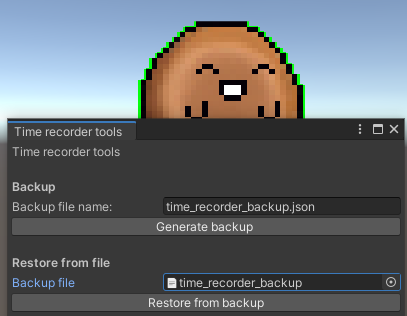 Time recorder tools
Time recorder tools
Backup
Backup file name: time_recorder_backup.json
Generate backup
Restore from file
Backup file time_recorder_backup
Restore from backup